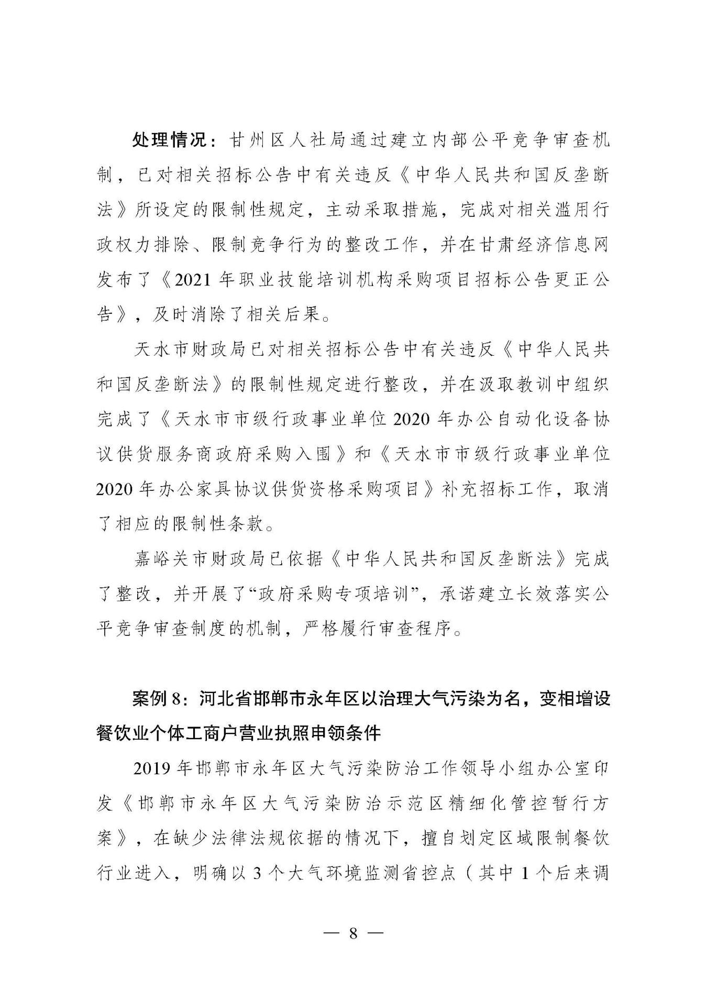 处理情况：甘州区人社局通过建立内部公平竞争审查机
制，已对相关招标公告中有关违反《中华人民共和国反垄断
法》所设定的限制性规定，主动采取措施，完成对相关滥用行
政权力排除、限制竞争行为的整改工作，并在甘肃经济信息网
发布了《2021 年职业技能培训机构采购项目招标公告更正公
告》，及时消除了相关后果。
天水市财政局已对相关招标公告中有关违反《中华人民共
和国反垄断法》的限制性规定进行整改，并在汲取教训中组织
完成了《天水市市级行政事业单位 2020 年办公自动化设备协
议供货服务商政府采购入围》和《天水市市级行政事业单位
2020 年办公家具协议供货资格采购项目》补充招标工作，取消
了相应的限制性条款。
嘉峪关市财政局已依据《中华人民共和国反垄断法》完成
了整改，并开展了“政府采购专项培训”，承诺建立长效落实公
平竞争审查制度的机制，严格履行审查程序。
案例 8：河北省邯郸市永年区以治理大气污染为名，变相增设
餐饮业个体工商户营业执照申领条件
2019 年邯郸市永年区大气污染防治工作领导小组办公室印
发《邯郸市永年区大气污染防治示范区精细化管控暂行方
案》，在缺少法律法规依据的情况下，擅自划定区域限制餐饮
行业进入，明确以 3 个大气环境监测省控点（其中 1 个后来调
— 8 —